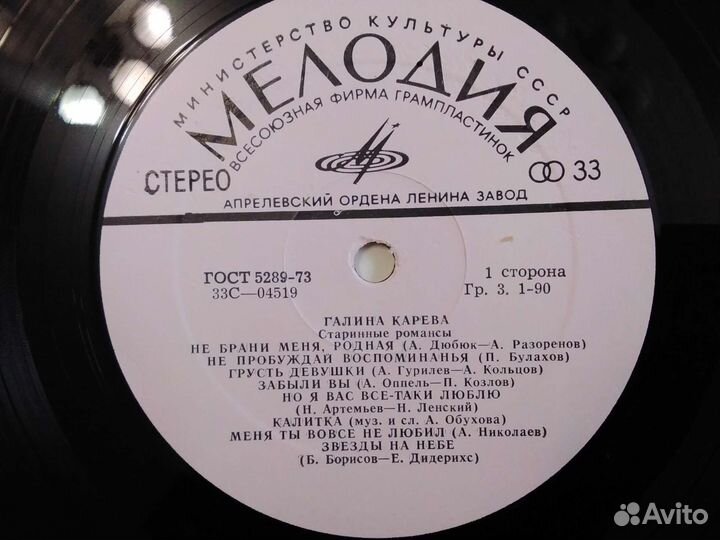 МИНИСТЕРСТВО КУЛЬТУРЫ СССР
МЕЛОДИЯ
ВСЕСОЮЗНАЯ ФИРМА ГРАМПЛАСТИНОК
СТЕРЕО
33
АПРЕЛЕВСКИЙ ОРДЕНА ЛЕНИНА ЗАВОД
ГОСТ 5289-73
33С—04519
1 сторона
Гр. 3. 1-90
ГАЛИНА КАРЕВА
Старинные романсы
НЕ БРАНИ МЕНЯ, РОДНАЯ (А. Дюбюк—А. Разоренов)
НЕ ПРОБУЖДАЙ ВОСПОМИНАНЬЯ (П. Булахов)
ГРУСТЬ ДЕВУШКИ (А. Гурилев—А. Кольцов)
ЗАБЫЛИ ВЫ (А. Оппель—П. Козлов)
НО Я ВАС ВСЕ-ТАКИ ЛЮБЛЮ
(Н. Артемьев—Н. Ленский)
КАЛИТКА (муз. и сл. А. Обухова)
МЕНЯ ТЫ ВОВСЕ НЕ ЛЮБИЛ (А. Николаев)
ЗВЕЗДЫ НА НЕБЕ
(Б. Борисов—Е. Дидерихс)
Avito